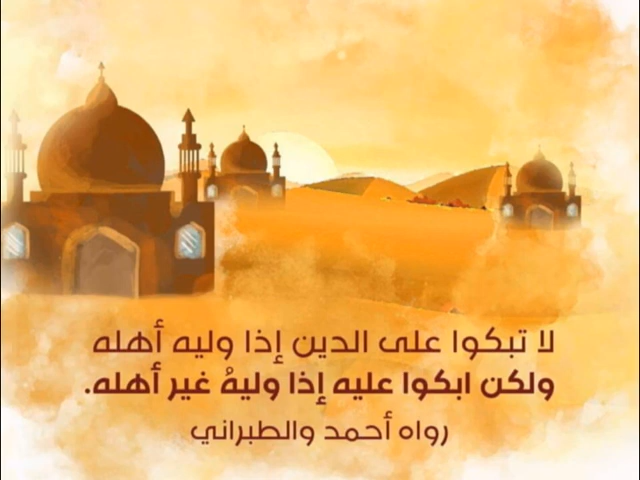 لا تبكوا على الدين إذا وليه أهله
ولكن ابكوا عليه إذا وليهُ غير أهله.
رواه أحمد والطبراني